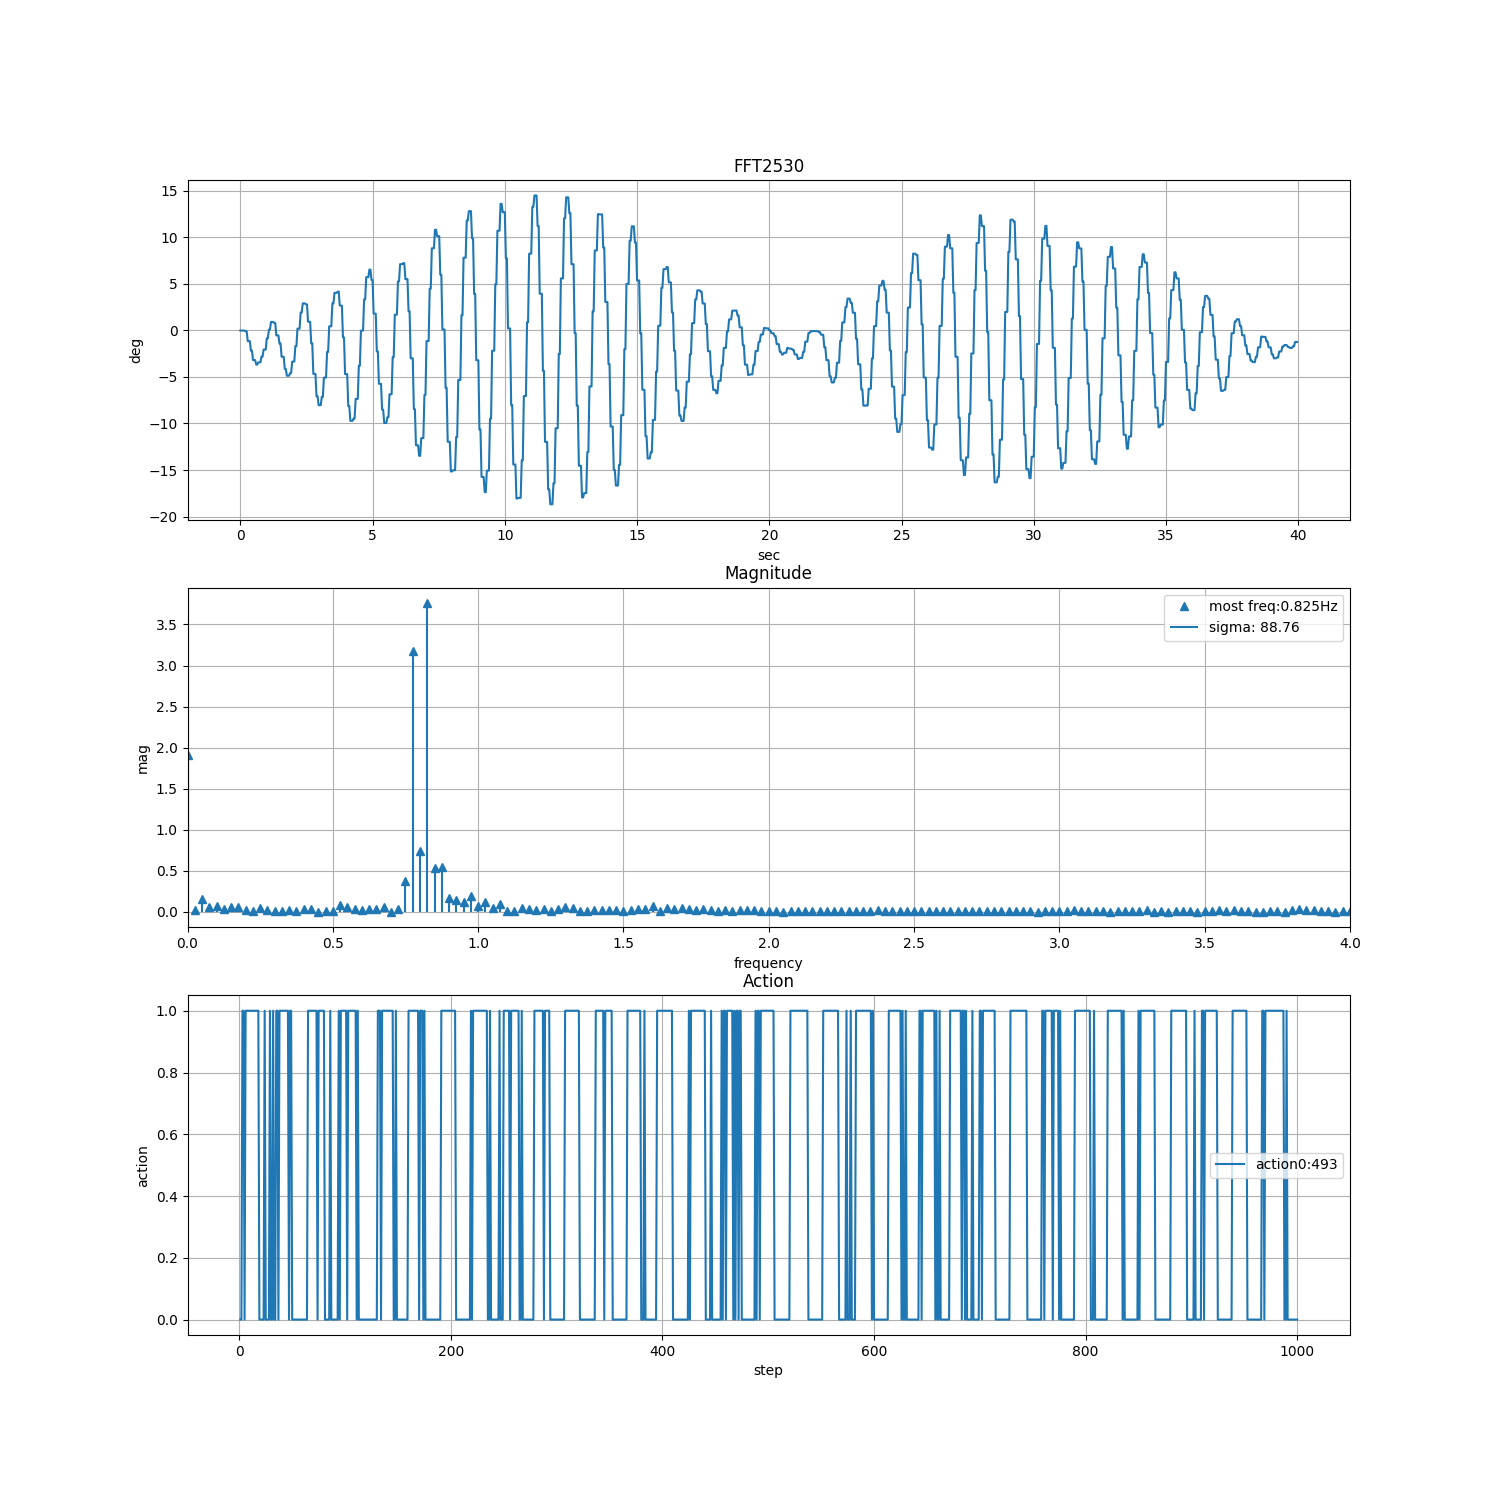 FFT2530
15
10
5
0
−5
−10
−15
−20
deg
0 5 10 15 20 25 30 35 40
sec
Magnitude
most freq:0.825Hz
sigma: 88.76
3.5
3.0
2.5
2.0
1.5
1.0
0.5
0.0
mag
0.0 0.5 1.0 1.5 2.0 2.5 3.0 3.5 4.0
frequency
Action
1.0
0.8
0.6
0.4
0.2
0.0
action
action0:493
0 200 400 600 800 1000
step